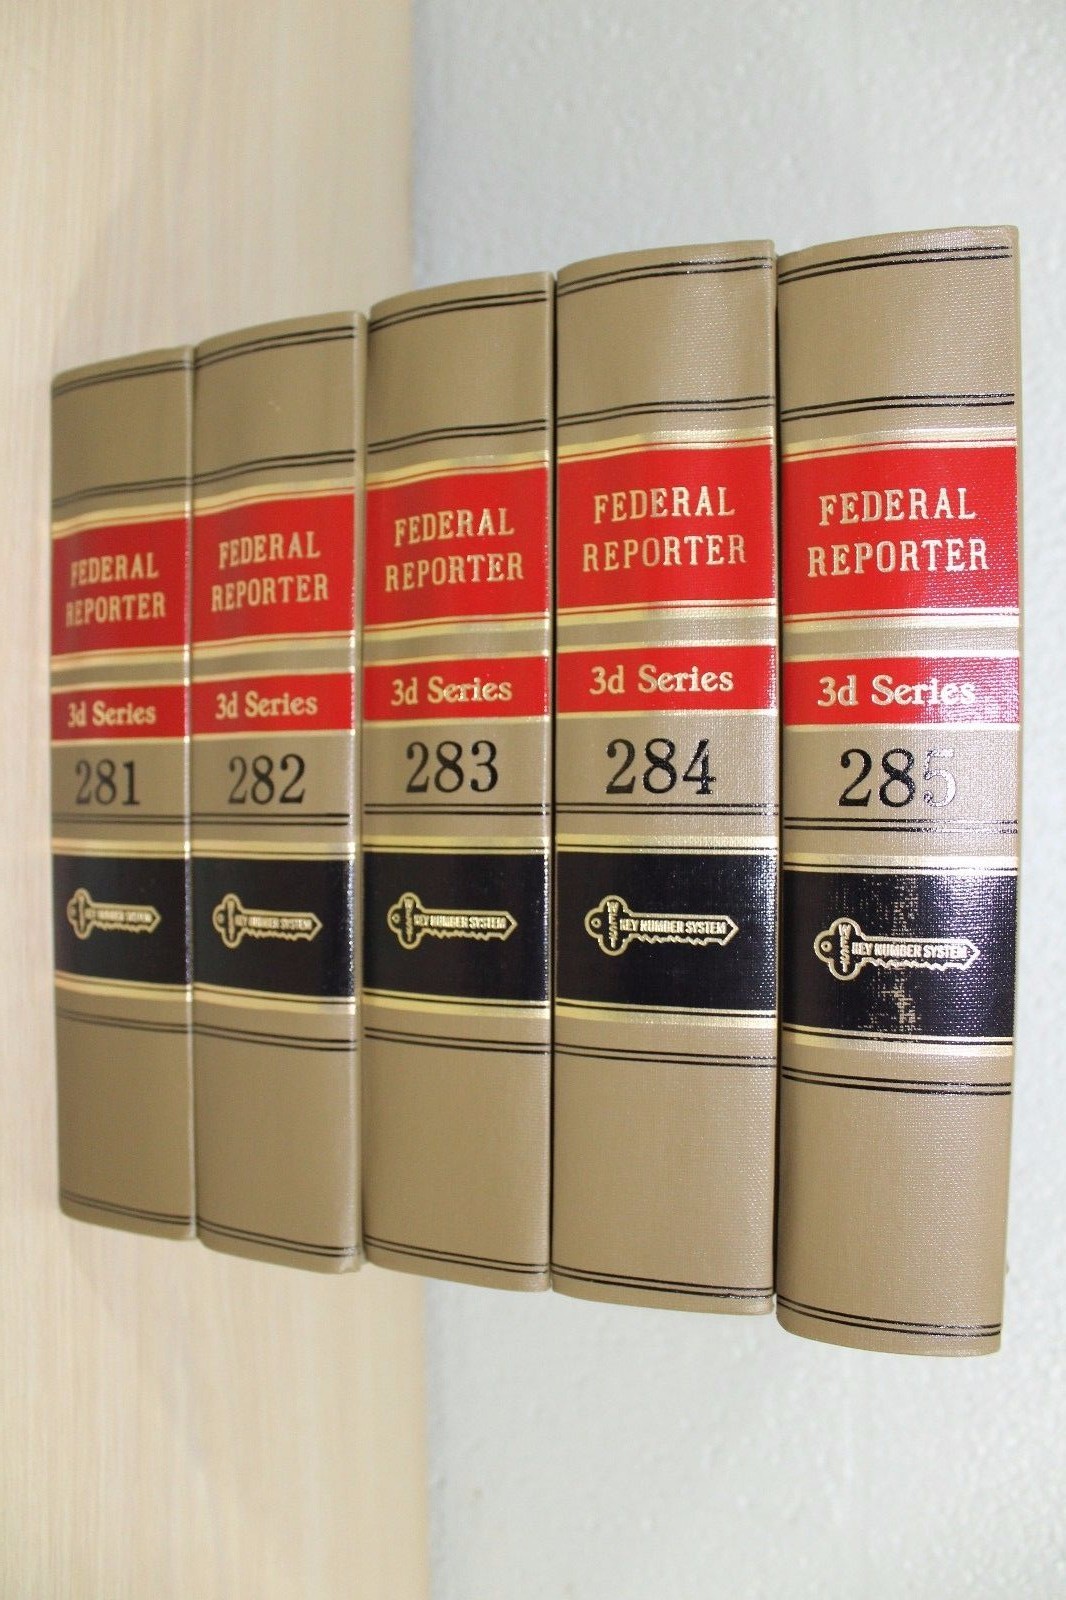 FEDERAL
REPORTER
3d Series
281
KEY NUMBER SYSTEM
FEDERAL
REPORTER
3d Series
282
KEY NUMBER SYSTEM
FEDERAL
REPORTER
3d Series
283
WEST
KEY NUMBER SYSTEM
FEDERAL
REPORTER
3d Series
284
WEST
KEY NUMBER SYSTEM
FEDERAL
REPORTER
3d Series
285
WEST
KEY NUMBER SYSTEM